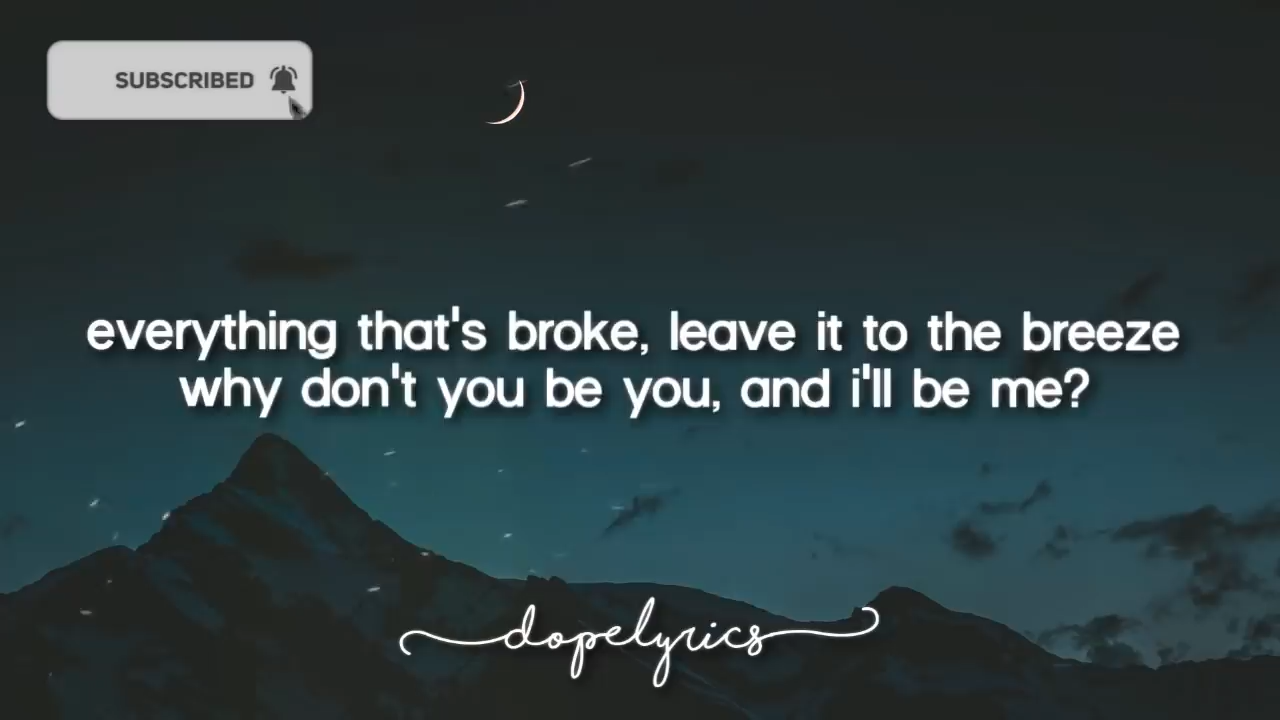 SUBSCRIBED
everything that's broke, leave it to the breeze
why don't you be you, and i'll be me?
dopelyrics